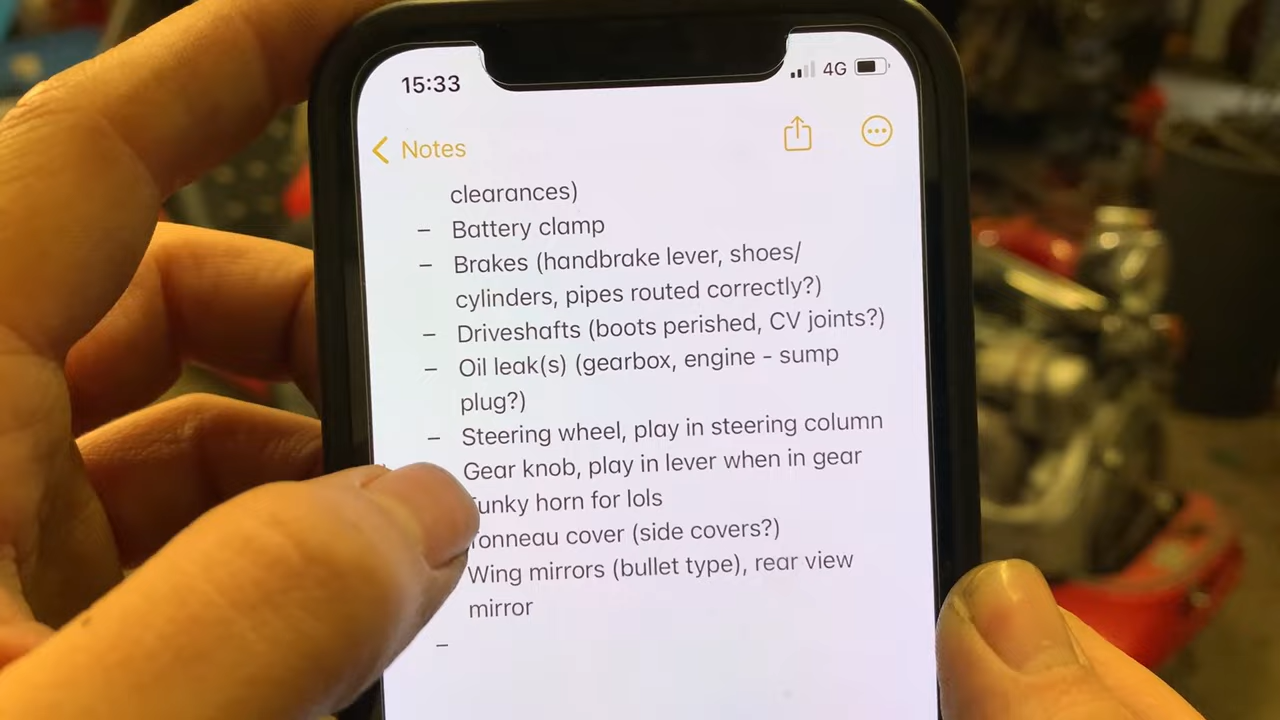 15:33
4G
Notes
clearances)
– Battery clamp
– Brakes (handbrake lever, shoes/
cylinders, pipes routed correctly?)
– Driveshafts (boots perished, CV joints?)
– Oil leak(s) (gearbox, engine - sump
plug?)
– Steering wheel, play in steering column
Gear knob, play in lever when in gear
unky horn for lols
Tonneau cover (side covers?)
Wing mirrors (bullet type), rear view
mirror
–